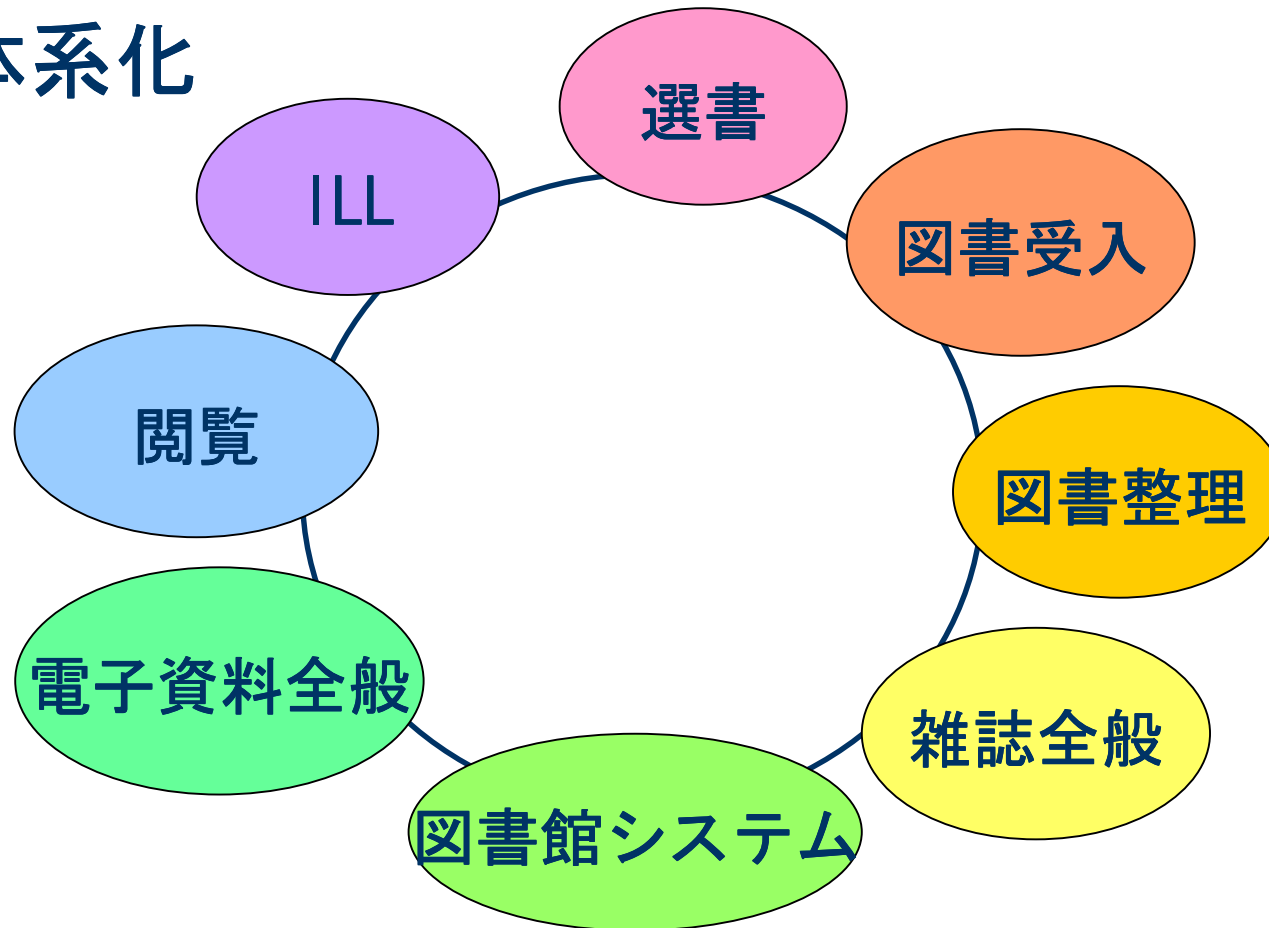 体系化
選書
ILL
図書受入
閲覧
図書整理
電子資料全般
雑誌全般
図書館システム